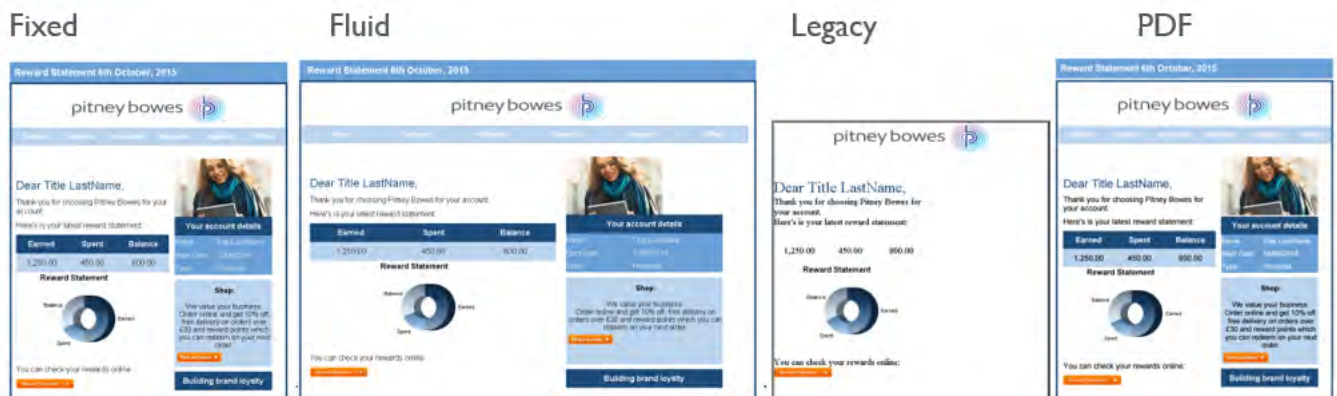 Fixed
Fluid
Legacy
PDF
Reward Statement 6th October, 2015
pitney bowes
Dear Title LastName,
Thank you for choosing Pitney Bowes for your
account.
Here's is your latest reward statement:
Earned Spent Balance
1,250.00 450.00 800.00
Reward Statement
Balance
Earned
Spent
You can check your rewards online:
Your account details
Shop:
We value your business.
Order online and get 10% off,
free delivery on orders over
£30 and reward points which
you can redeem on your next
order.
Building brand loyalty
Reward Statement 6th October, 2015
pitney bowes
Dear Title LastName,
Thank you for choosing Pitney Bowes for your account.
Here's is your latest reward statement:
Earned Spent Balance
1,250.00 450.00 800.00
Reward Statement
Balance
Earned
Spent
You can check your rewards online:
Your account details
Shop:
We value your business.
Order online and get 10% off, free delivery on
orders over £30 and reward points which you can
redeem on your next order.
Building brand loyalty
pitney bowes
Dear Title LastName,
Thank you for choosing Pitney Bowes for
your account.
Here's is your latest reward statement:
1,250.00 450.00 800.00
Reward Statement
Balance
Earned
Spent
You can check your rewards online:
Reward Statement 6th October, 2015
pitney bowes
Dear Title LastName,
Thank you for choosing Pitney Bowes for
your account.
Here's is your latest reward statement:
Earned Spent Balance
1,250.00 450.00 800.00
Reward Statement
Balance
Earned
Spent
You can check your rewards online:
Your account details
Shop:
We value your business.
Order online and get 10% off,
free delivery on orders over
£30 and reward points which
you can redeem on your next
order.
Building brand loyalty